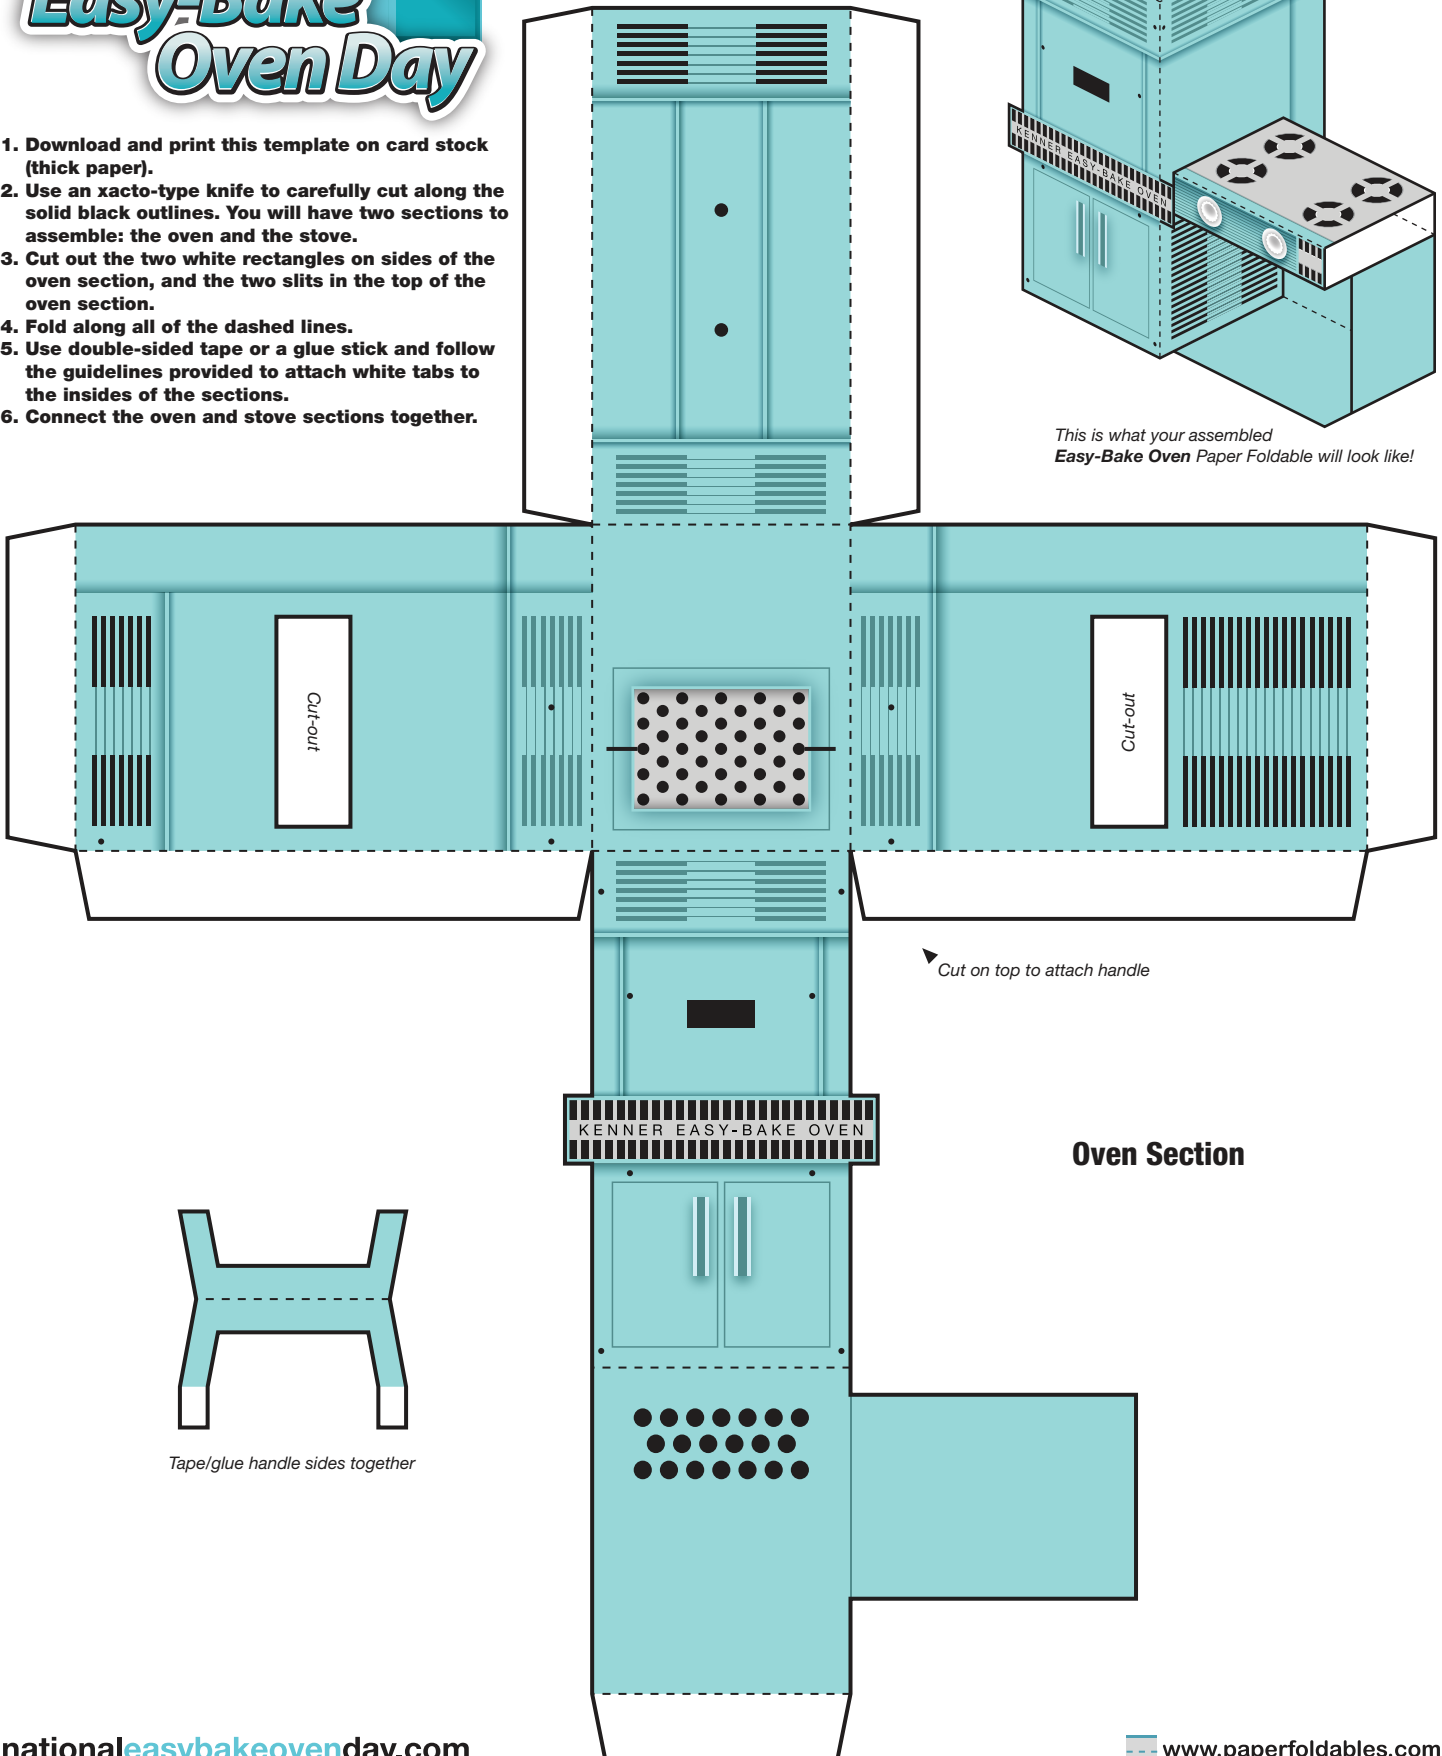 Easy-Bake
Oven Day
1. Download and print this template on card stock
(thick paper).
2. Use an xacto-type knife to carefully cut along the
solid black outlines. You will have two sections to
assemble: the oven and the stove.
3. Cut out the two white rectangles on sides of the
oven section, and the two slits in the top of the
oven section.
4. Fold along all of the dashed lines.
5. Use double-sided tape or a glue stick and follow
the guidelines provided to attach white tabs to
the insides of the sections.
6. Connect the oven and stove sections together.
KENNER EASY-BAKE OVEN
This is what your assembled
Easy-Bake Oven Paper Foldable will look like!
Cut-out
Cut-out
Cut on top to attach handle
KENNER EASY-BAKE OVEN
Oven Section
Tape/glue handle sides together
nationaleasybakeovenday.com
www.paperfoldables.com